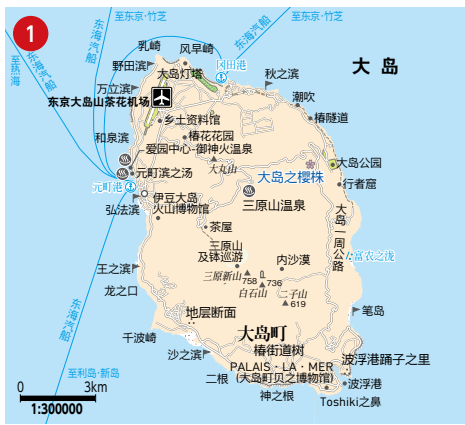 1
至东京·竹芝
至东京·竹芝
东海汽船
东海汽船
东海汽船
至热海
乳崎
风早崎
野田滨
冈田港
大岛
大岛灯塔
秋之滨
万立滨
东京大岛山茶花机场
潮吹
乡土资料馆
椿隧道
和泉滨
椿花花园
爱园中心-御神火温泉
大岛公园
大丸山
元町滨之汤
大岛之樱株
行者窟
元町港
伊豆大岛
火山博物馆
三原山温泉
弘法滨
大岛一周公路
茶屋
三原山
及钵巡游
富农之泷
王之滨
内沙漠
三原新山
758
736
白石山
二子山
619
龙之口
东海汽船
笔岛
地层断面
千波崎
大岛町
椿街道树
沙之滨
波浮港踊子之里
PALAIS·LA·MER
(大岛町贝之博物馆)
至利岛·新岛
二根
波浮港
神之根
Toshiki之鼻
0 3km
1:300000